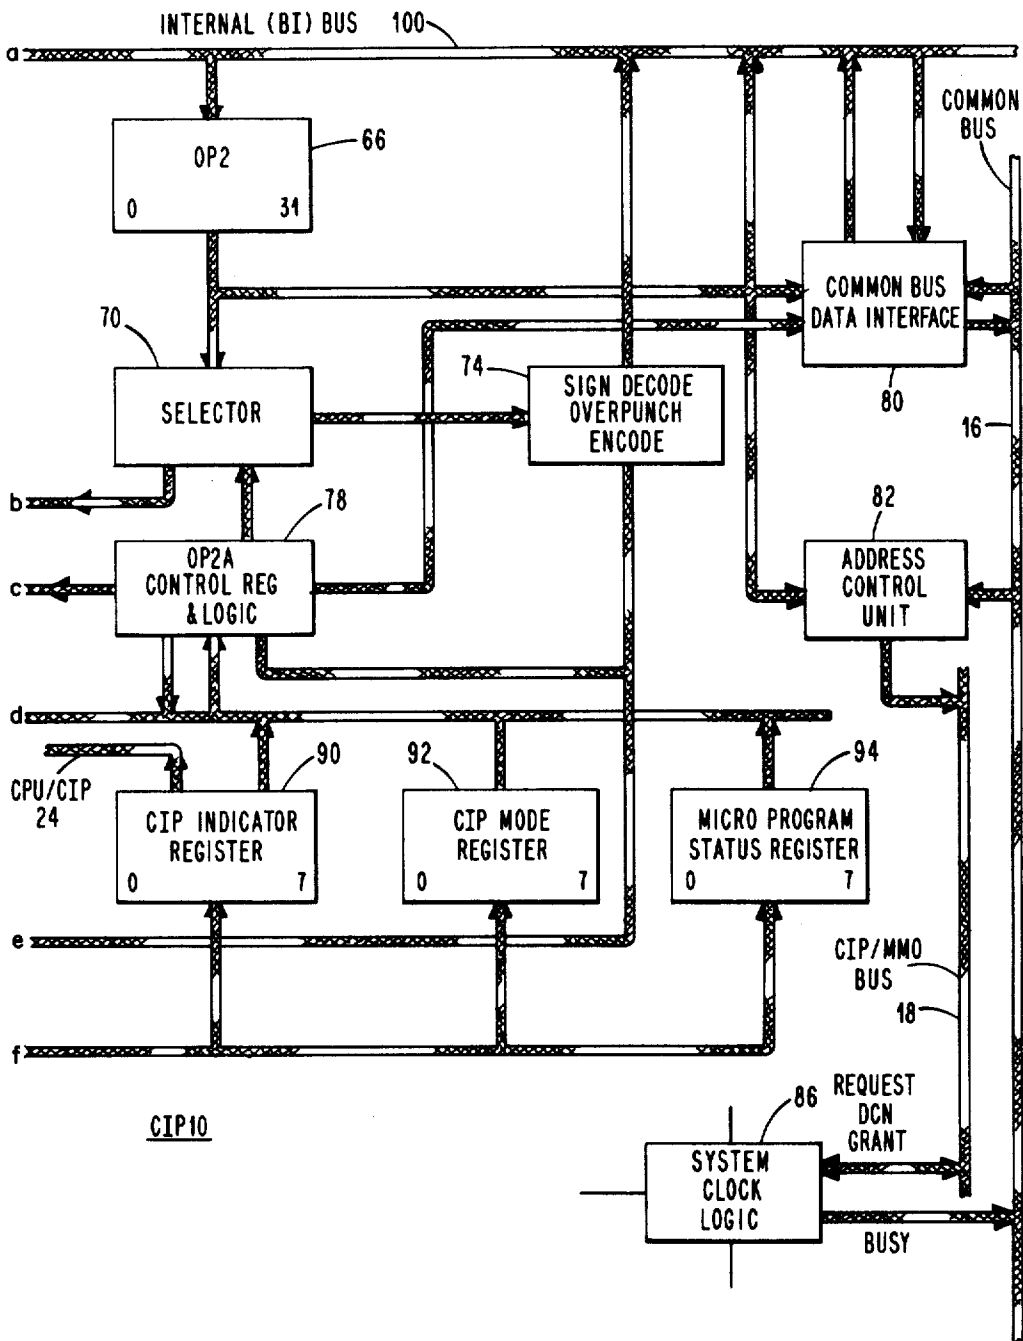 INTERNAL (BI) BUS 100
a
COMMON
BUS
OP2
66
0 31
70
COMMON BUS
DATA INTERFACE
74
SELECTOR
SIGN DECODE
OVERPUNCH
ENCODE
80
16
b
78
82
c
OP2A
CONTROL REG
& LOGIC
ADDRESS
CONTROL
UNIT
d
CPU/CIP
24
90
92
94
CIP INDICATOR
REGISTER
0 7
CIP MODE
REGISTER
0 7
MICRO PROGRAM
STATUS REGISTER
0 7
e
CIP/MMO
BUS
18
f
CIP10
86
REQUEST
DCN
GRANT
SYSTEM
CLOCK
LOGIC
BUSY